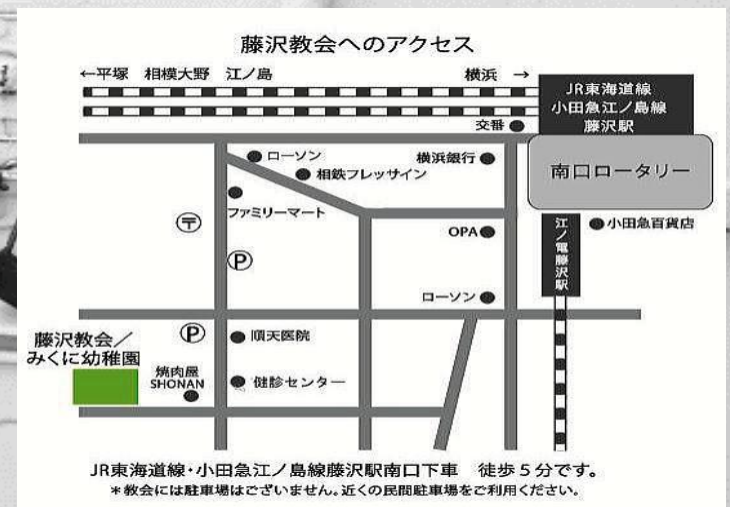 藤沢教会へのアクセス
←平塚 相模大野 江ノ島 横浜 →
JR東海道線
小田急江ノ島線
藤沢駅
交番
南口ロータリー
ローソン
横浜銀行
相鉄フレッサイン
ファミリーマート
〒
OPA
江ノ電藤沢駅
小田急百貨店
P
ローソン
P
順天医院
藤沢教会/
みくに幼稚園
焼肉屋
SHONAN
健診センター
JR東海道線・小田急江ノ島線藤沢駅南口下車 徒歩5分です。
*教会には駐車場はございません。近くの民間駐車場をご利用ください。